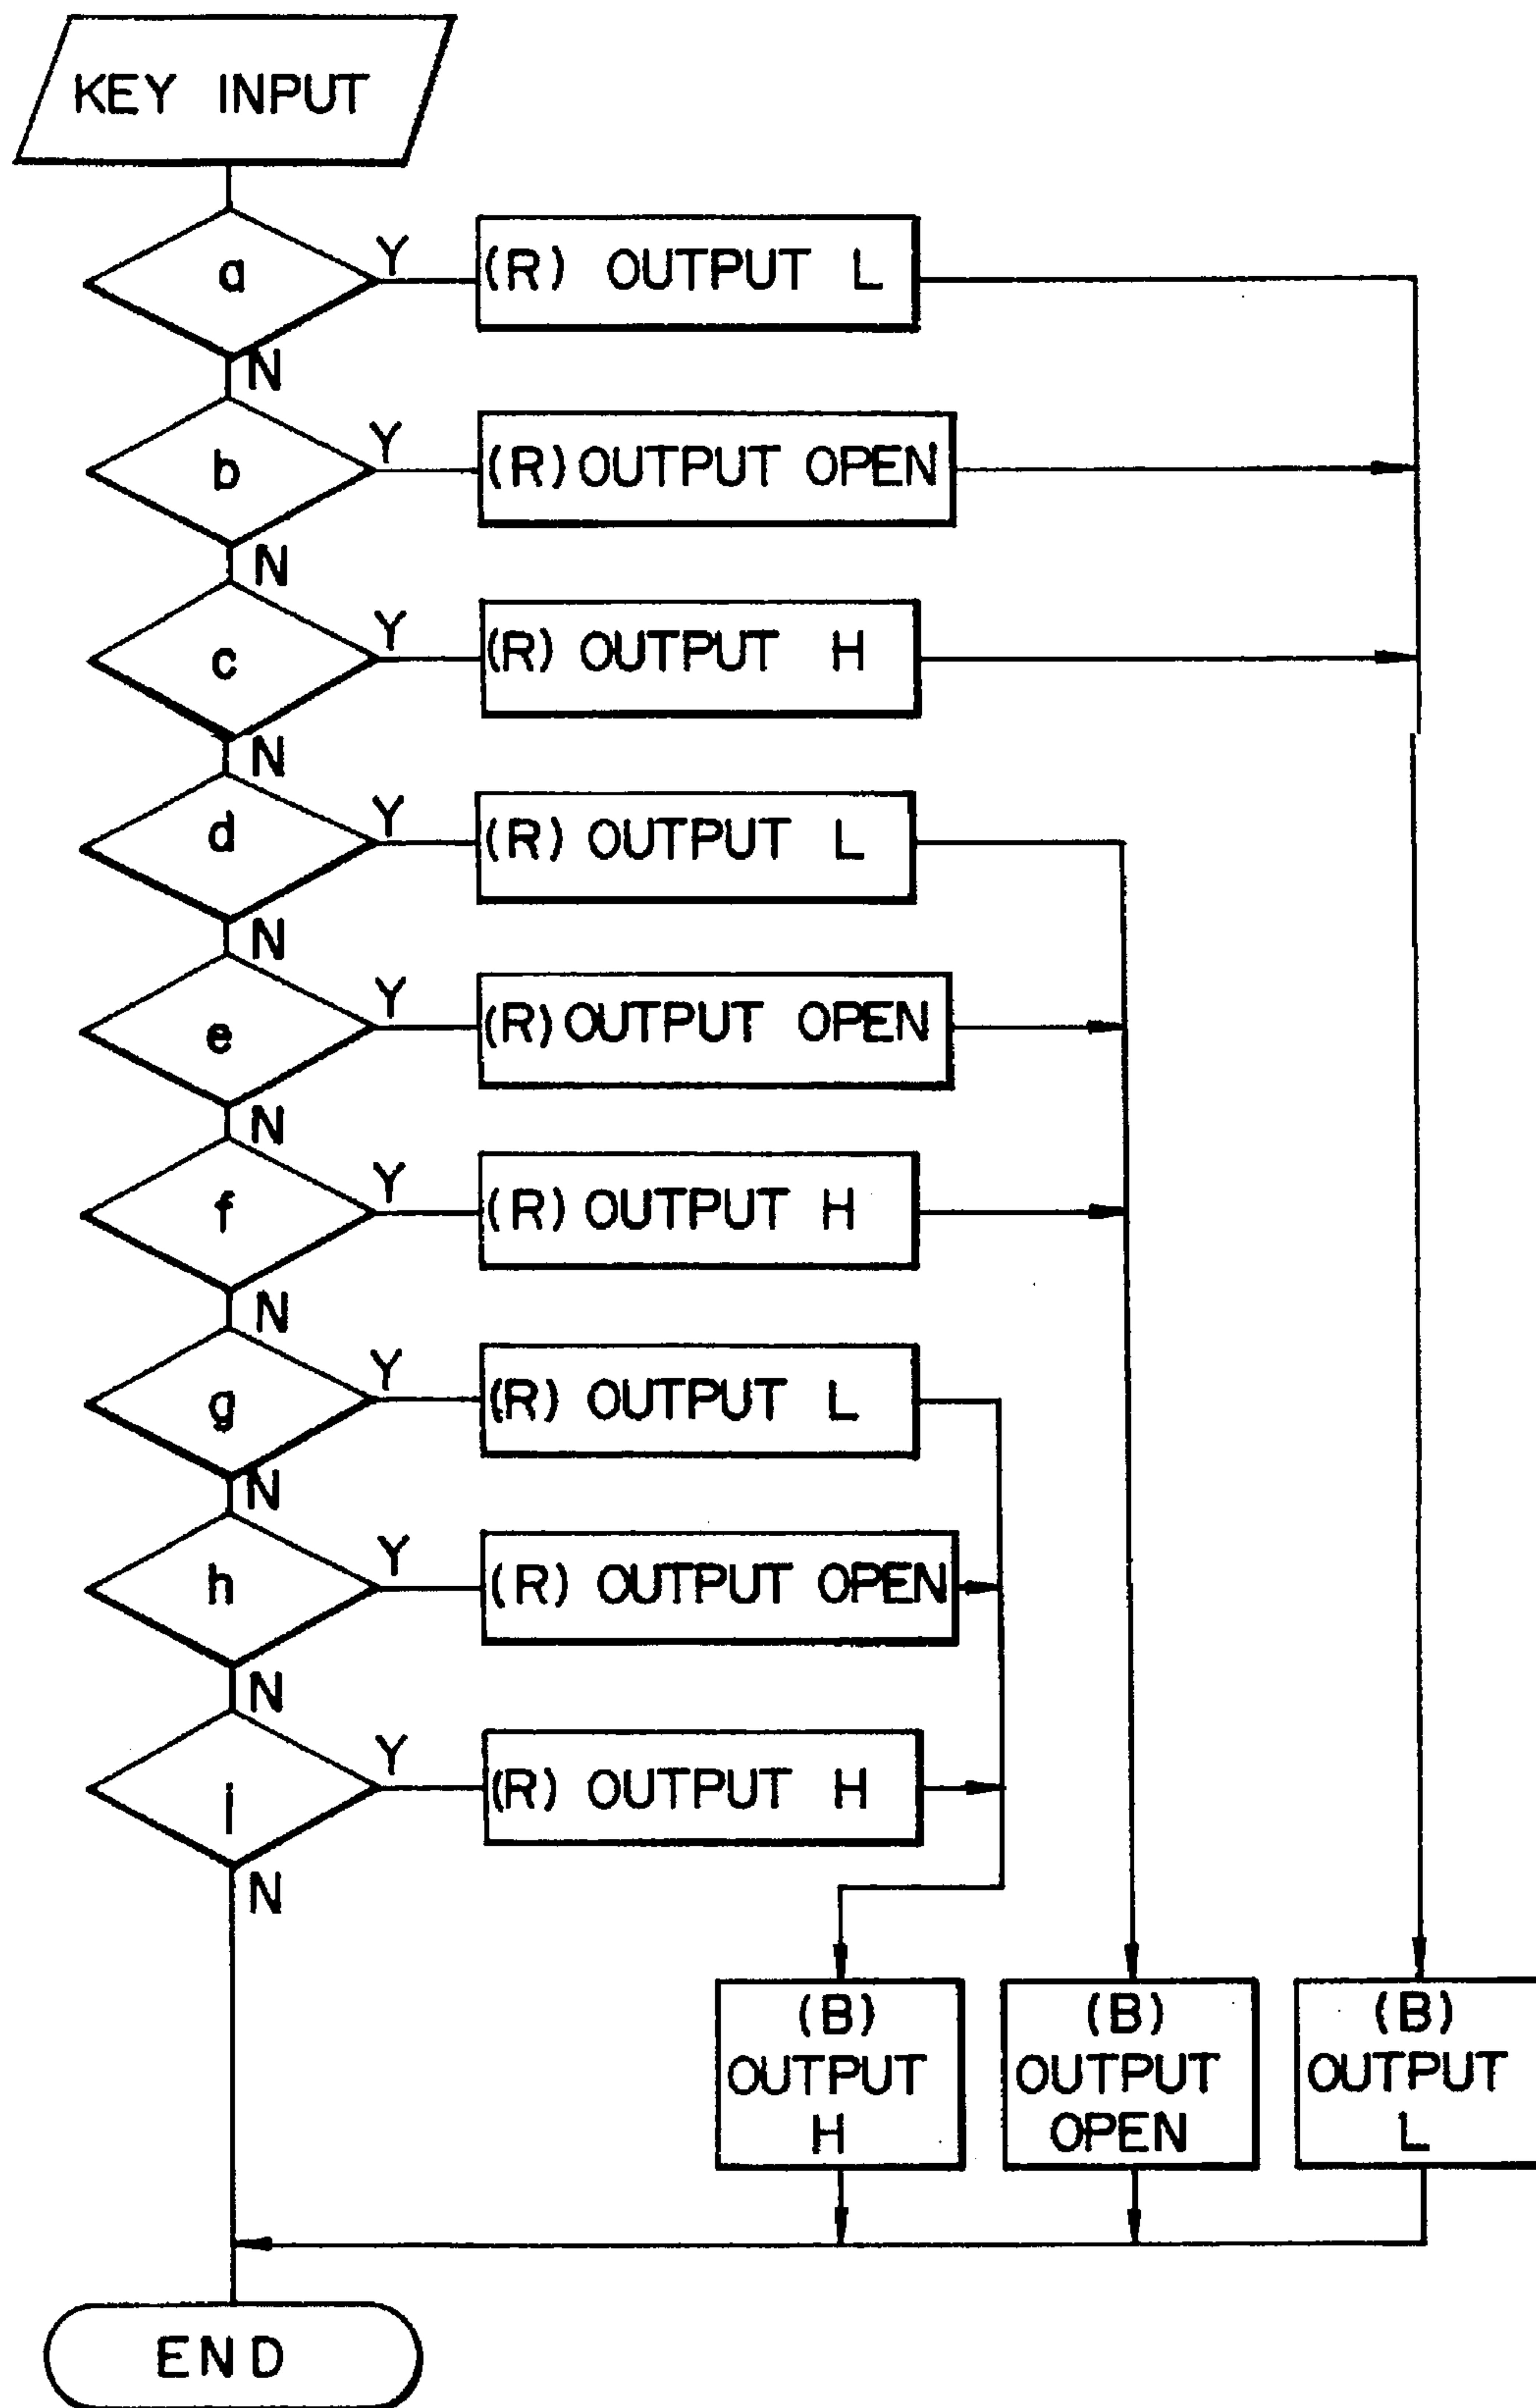 KEY INPUT
a
Y
(R) OUTPUT L
N
b
Y
(R) OUTPUT OPEN
N
c
Y
(R) OUTPUT H
N
d
Y
(R) OUTPUT L
N
e
Y
(R) OUTPUT OPEN
N
f
Y
(R) OUTPUT H
N
g
Y
(R) OUTPUT L
N
h
Y
(R) OUTPUT OPEN
N
i
Y
(R) OUTPUT H
N
(B)
OUTPUT
H
(B)
OUTPUT
OPEN
(B)
OUTPUT
L
END